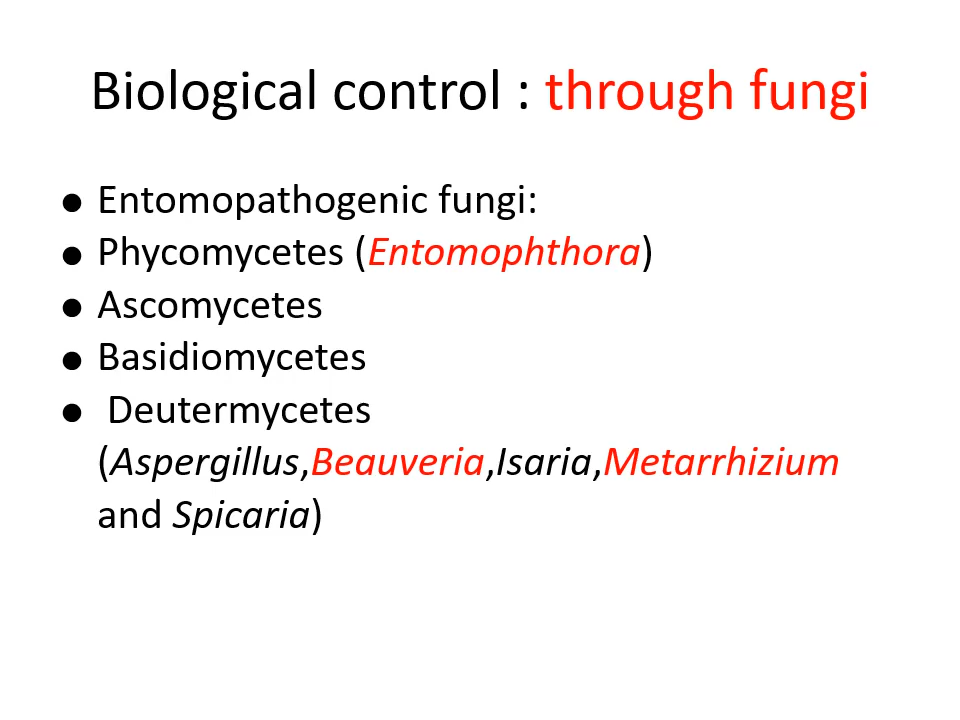 Biological control : through fungi
● Entomopathogenic fungi:
● Phycomycetes (Entomophthora)
● Ascomycetes
● Basidiomycetes
● Deutermycetes
(Aspergillus,Beauveria,Isaria,Metarrhizium
and Spicaria)